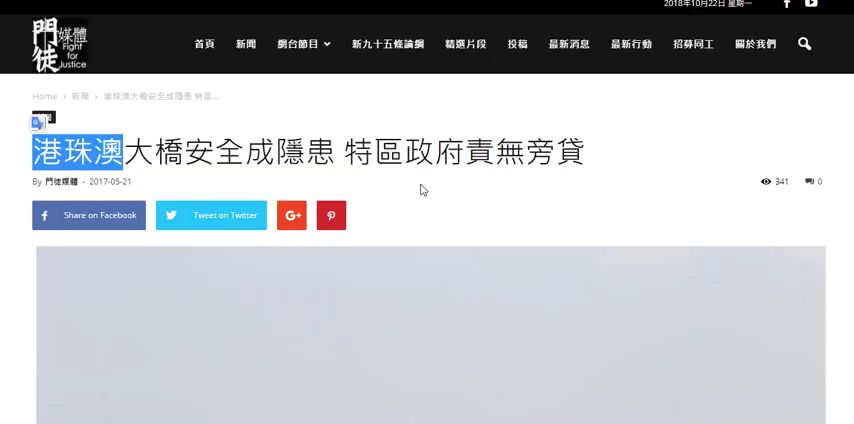 2018年10月22日 星期一
門徒媒體
Fight for Justice
首頁 新聞 網台節目 新九十五條論綱 精選片段 投稿 最新消息 最新行動 招募同工 關於我們
Home › 新聞 › 港珠澳大橋安全成隱患 特區...
港珠澳大橋安全成隱患 特區政府責無旁貸
By 門徒媒體 - 2017-05-21 341 0
Share on Facebook Tweet on Twitter